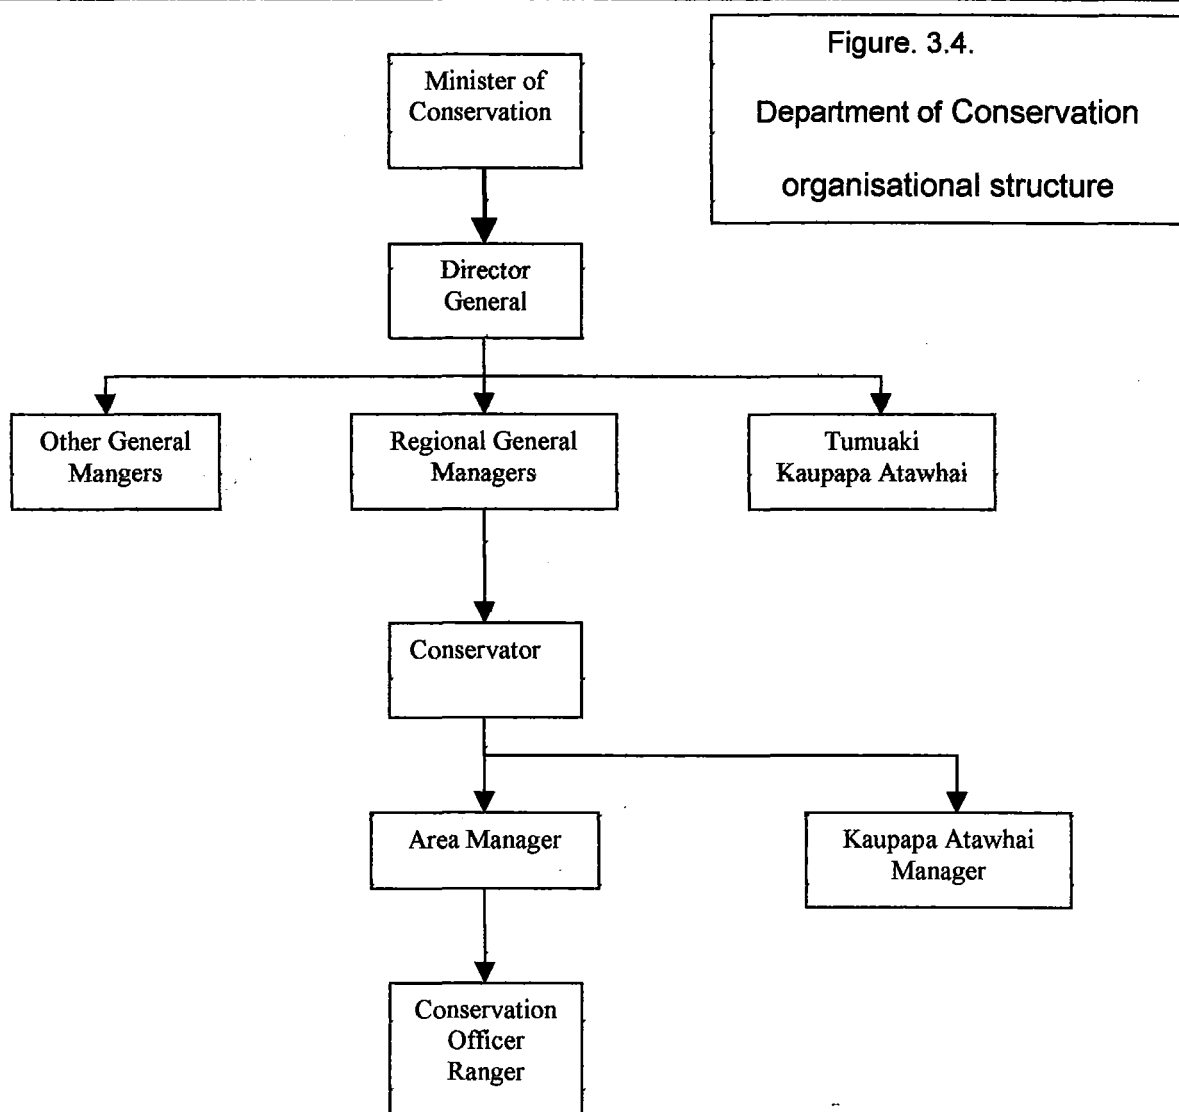 Figure. 3.4.
Department of Conservation
organisational structure
Minister of
Conservation
Director
General
Other General
Mangers
Regional General
Managers
Tumuaki
Kaupapa Atawhai
Conservator
Area Manager
Kaupapa Atawhai
Manager
Conservation
Officer
Ranger